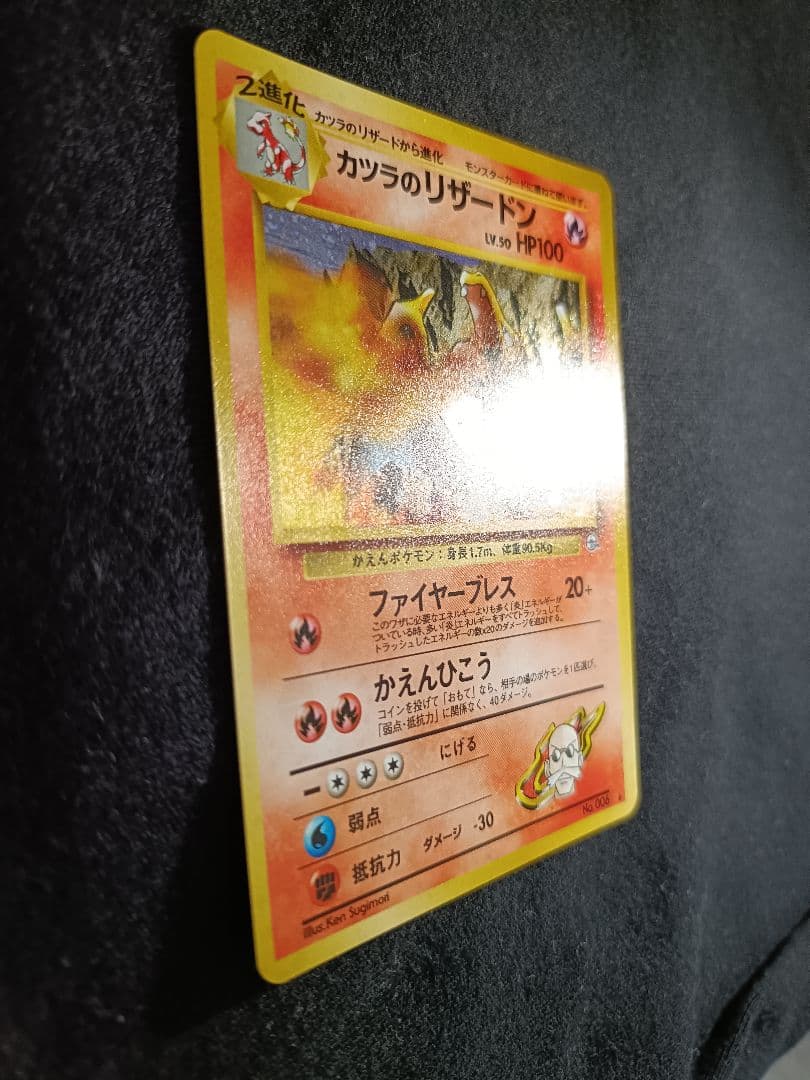 2進化
カツラのリザードから進化
モンスターカードに重ねて使います。
カツラのリザードン
LV.50 HP100
かえんポケモン：身長1.7m、体重90.5Kg
ファイヤーブレス 20+
このワザに必要なエネルギーよりも多く「炎」エネルギーが
ついている時、多い「炎」エネルギーをすべてトラッシュして、
トラッシュしたエネルギーの数x20のダメージを追加する。
かえんひこう
コインを投げて「おもて」なら、相手の場のポケモンを1匹選び、
「弱点・抵抗力」に関係なく、40ダメージ。
にげる
弱点
抵抗力 ダメージ -30
Illus.Ken Sugimori
No.006